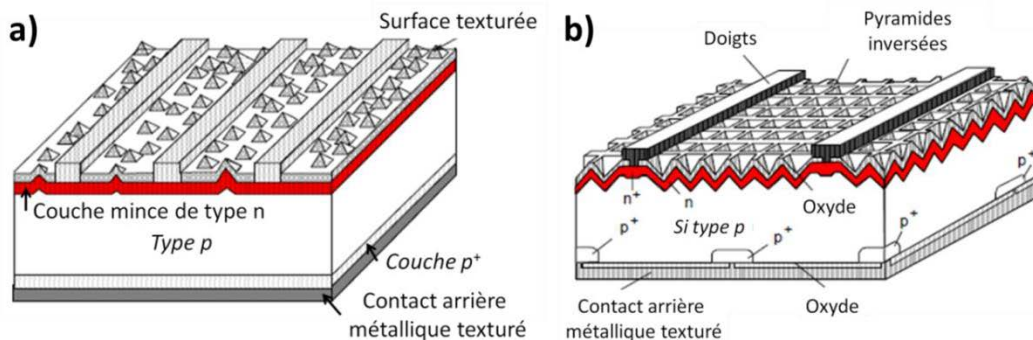 a)
Surface texturée
Couche mince de type n
Type p
Couche p+
Contact arrière
métallique texturé
b)
Doigts
Pyramides
inversées
n+
n
Oxyde
p+
Si type p
p+
p+
p+
Contact arrière
métallique texturé
Oxyde